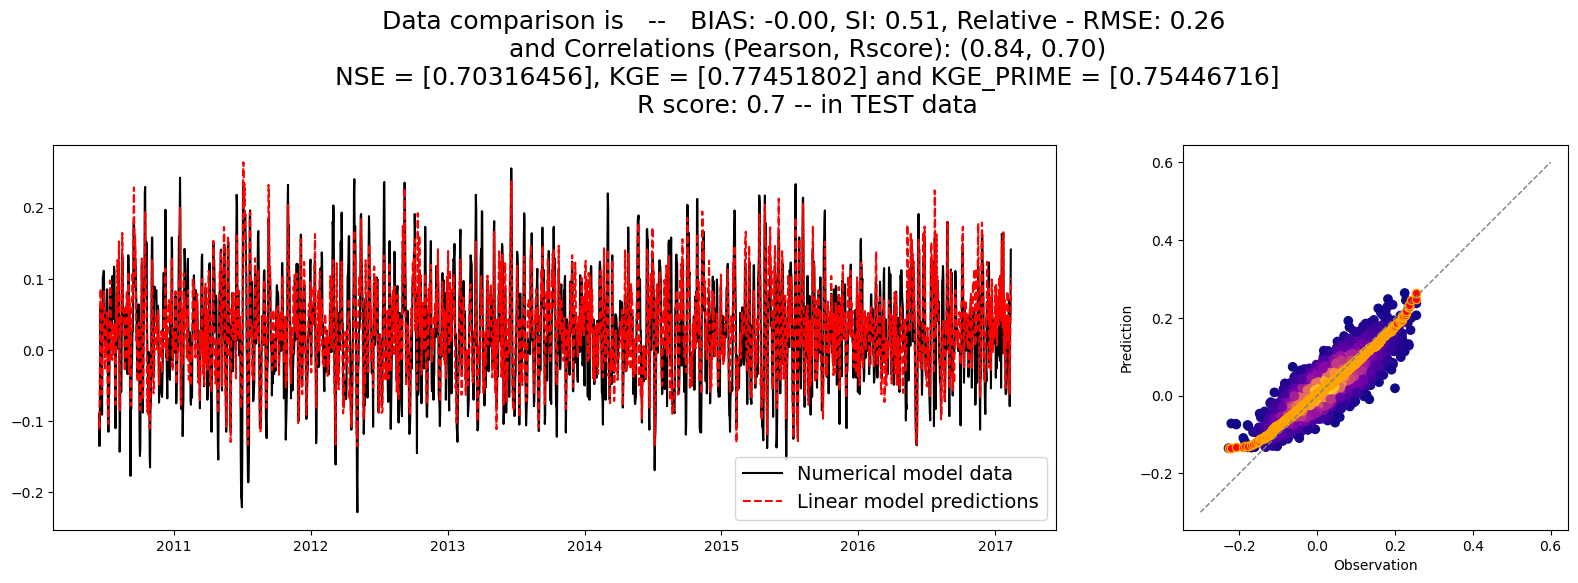 Data comparison is   --   BIAS: -0.00, SI: 0.51, Relative - RMSE: 0.26
and Correlations (Pearson, Rscore): (0.84, 0.70)
NSE = [0.70316456], KGE = [0.77451802] and KGE_PRIME = [0.75446716]
R score: 0.7 -- in TEST data
0.2
0.1
0.0
−0.1
−0.2
Numerical model data
Linear model predictions
2011 2012 2013 2014 2015 2016 2017
Prediction
0.6
0.4
0.2
0.0
−0.2
−0.2 0.0 0.2 0.4 0.6
Observation